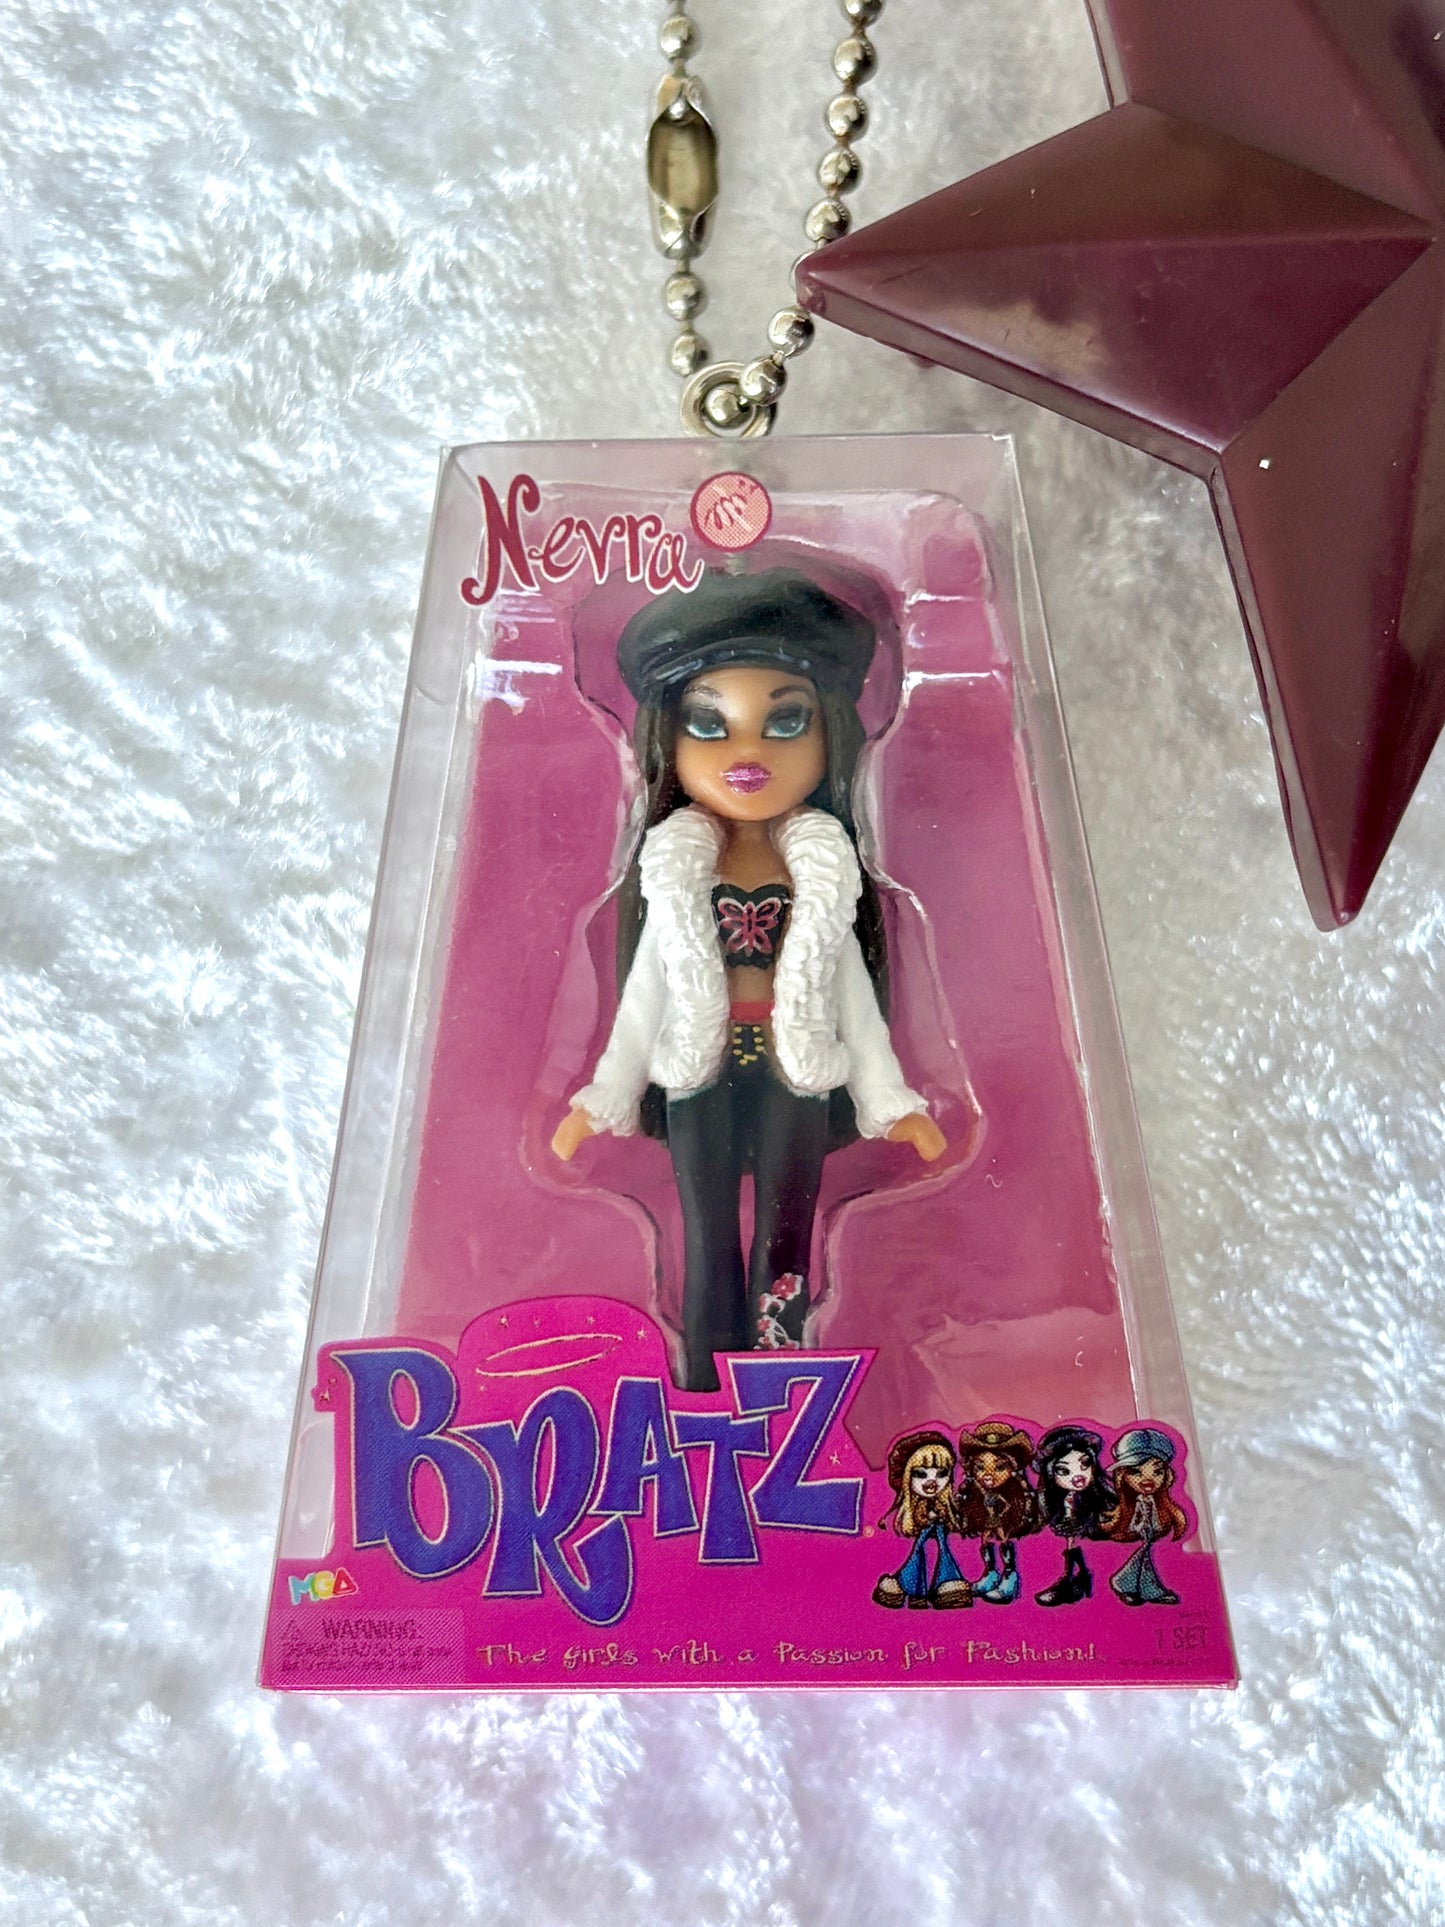 Nevra
BRATZ
MGA
WARNING:
The Girls with a Passion for Fashion!
1 SET